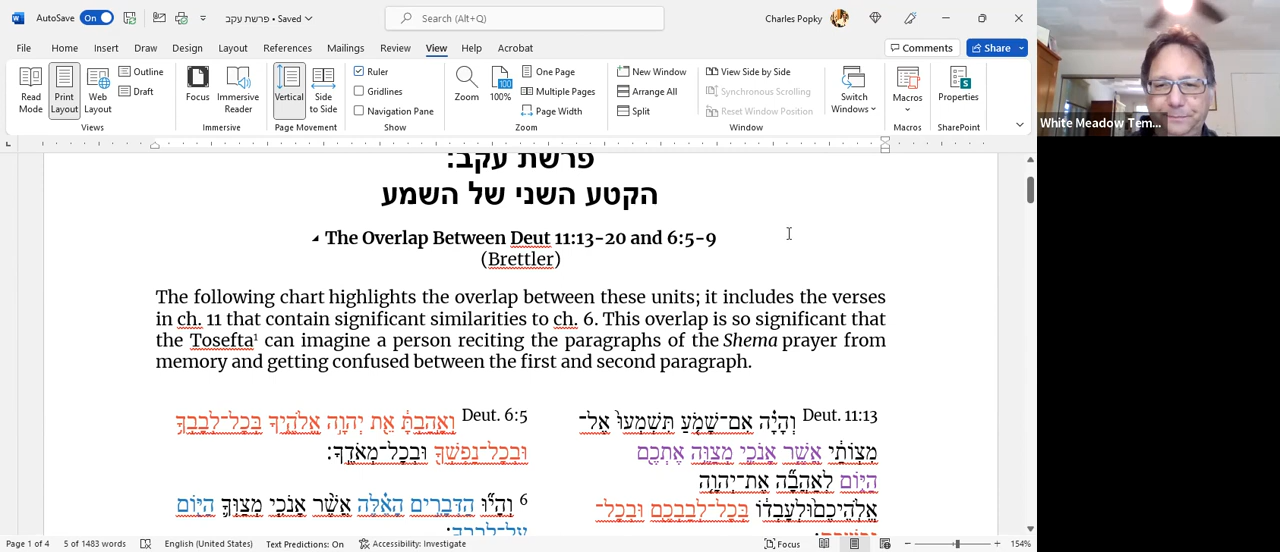 AutoSave On פרשת עקב • Saved Search (Alt+Q) Charles Popky
File Home Insert Draw Design Layout References Mailings Review View Help Acrobat Comments Share
Read Mode
Print Layout
Web Layout
Outline
Draft
Views
Focus
Immersive Reader
Immersive
Vertical
Side to Side
Page Movement
Ruler
Gridlines
Navigation Pane
Show
Zoom
100%
One Page
Multiple Pages
Page Width
Zoom
New Window
Arrange All
Split
View Side by Side
Synchronous Scrolling
Reset Window Position
Window
Switch Windows
Macros
Macros
Properties
SharePoint
White Meadow Tem...
פרשת עקב:
הקטע השני של השמע
The Overlap Between Deut 11:13-20 and 6:5-9
(Brettler)
The following chart highlights the overlap between these units; it includes the verses
in ch. 11 that contain significant similarities to ch. 6. This overlap is so significant that
the Tosefta¹ can imagine a person reciting the paragraphs of the Shema prayer from
memory and getting confused between the first and second paragraph.
Deut. 11:13 וְהָיָ֗ה אִם־שָׁמֹ֤עַ תִּשְׁמְעוּ֙ אֶל־
מִצְוֺתַ֔י אֲשֶׁ֧ר אָנֹכִ֛י מְצַוֶּ֥ה אֶתְכֶ֖ם
הַיּ֑וֹם לְאַהֲבָ֞ה אֶת־יְהוָ֤ה
אֱלֹֽהֵיכֶם֙וּלְעָבְד֔וֹ בְּכָל־לְבַבְכֶ֖ם וּבְכָל־
Deut. 6:5 וְאָ֣הַבְתָּ֔ אֵ֖ת יְהוָ֣ה אֱלֹהֶ֑יךָ בְּכָל־לְבָבְךָ֥
וּבְכָל־נַפְשְׁךָ֖ וּבְכָל־מְאֹדֶֽךָ׃
6 וְהָי֞וּ הַדְּבָרִ֣ים הָאֵ֗לֶּה אֲשֶׁ֨ר אָנֹכִ֧י מְצַוְּךָ֛ הַיּ֖וֹם
עַל־לְבָבֶֽךָ׃
Page 1 of 4 5 of 1483 words English (United States) Text Predictions: On Accessibility: Investigate Focus 154%